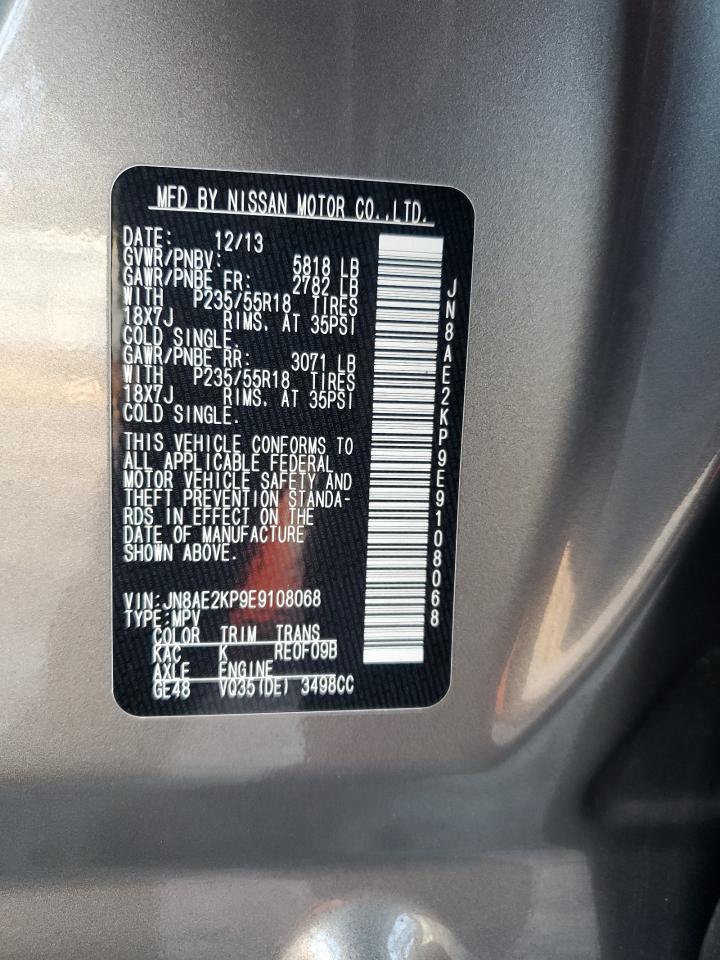 MFD BY NISSAN MOTOR CO.,LTD.
DATE: 12/13
GVWR/PNBV: 5818 LB
GAWR/PNBE FR: 2782 LB
WITH P235/55R18 TIRES
18X7J RIMS. AT 35PSI
COLD SINGLE.
GAWR/PNBE RR: 3071 LB
WITH P235/55R18 TIRES
18X7J RIMS. AT 35PSI
COLD SINGLE.
THIS VEHICLE CONFORMS TO
ALL APPLICABLE FEDERAL
MOTOR VEHICLE SAFETY AND
THEFT PREVENTION STANDA-
RDS IN EFFECT ON THE
DATE OF MANUFACTURE
SHOWN ABOVE.
VIN:JN8AE2KP9E9108068
TYPE:MPV
COLOR TRIM TRANS
KAC K RE0F09B
AXLE ENGINE
GE48 VQ35(DE) 3498CC
JN8AE2KP9E9108068